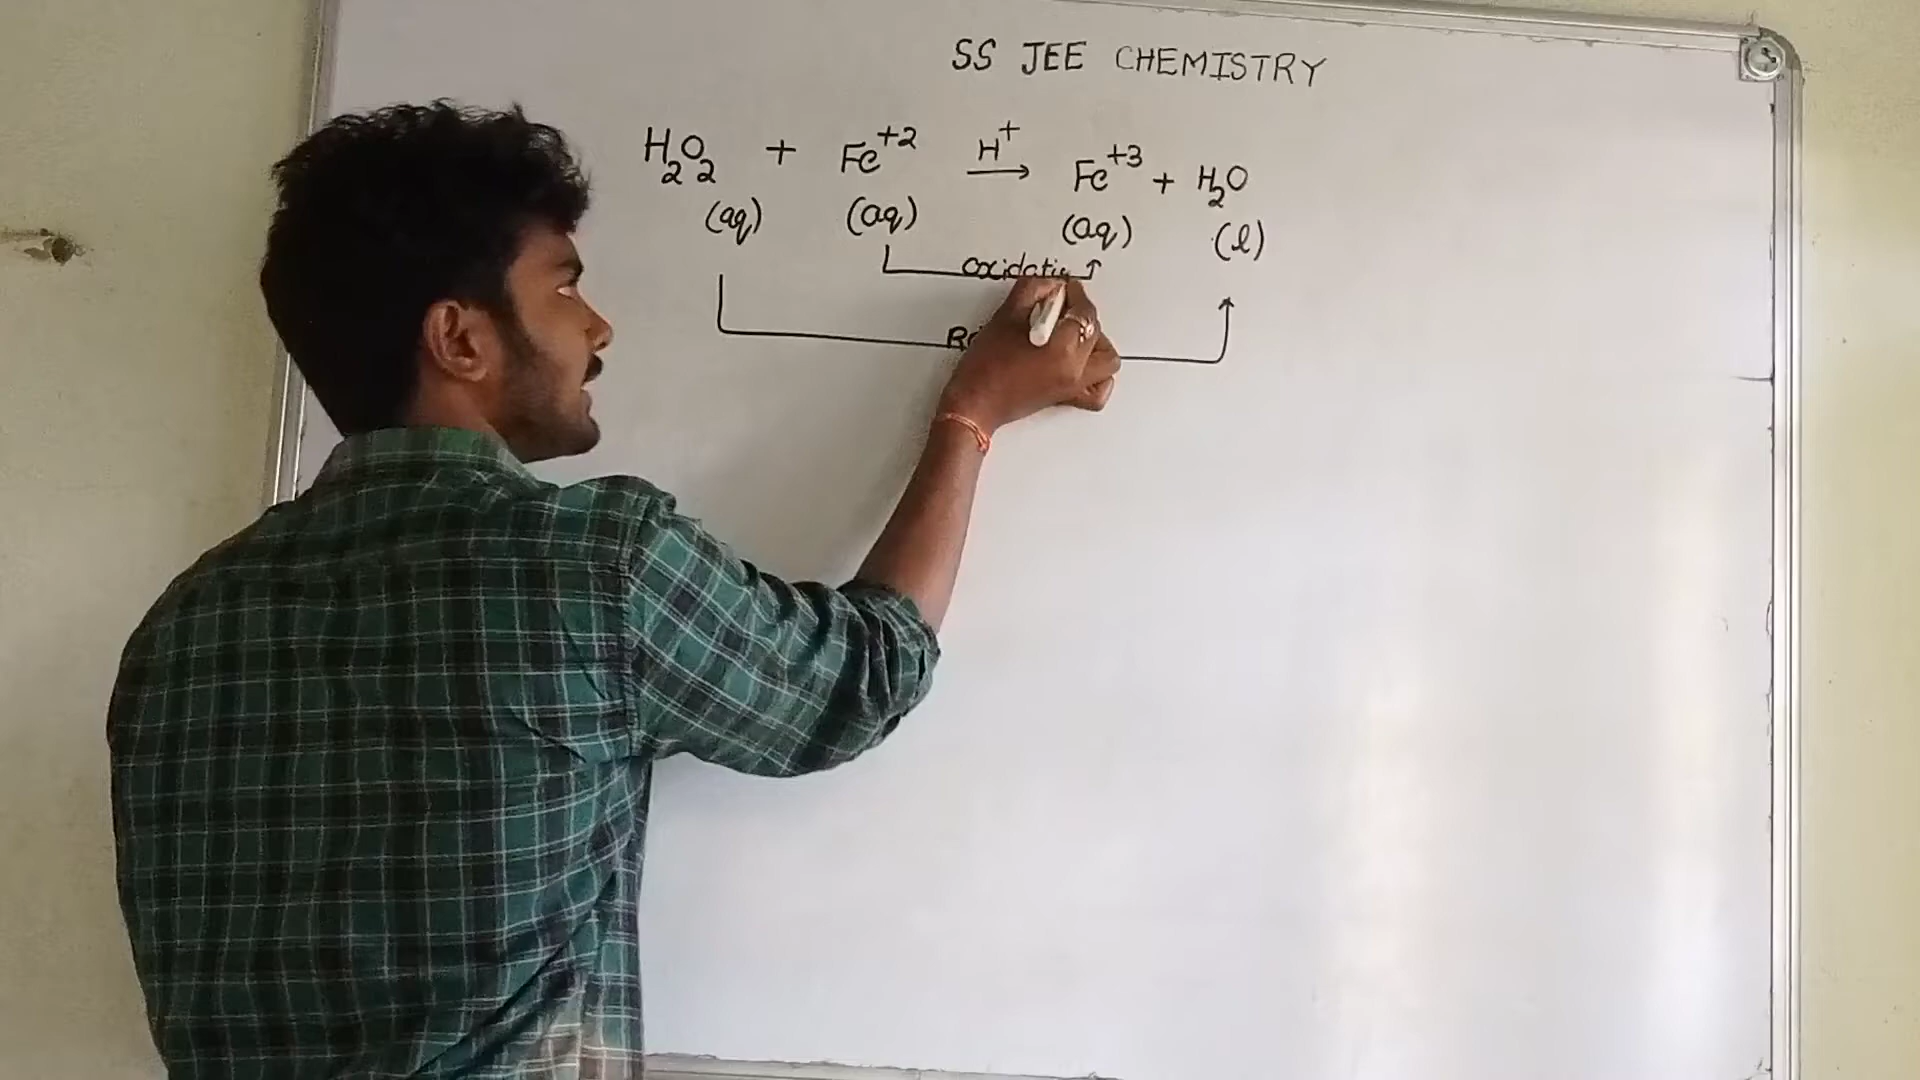 SS JEE CHEMISTRY
H₂O₂ + Fe⁺² H⁺→ Fe⁺³ + H₂O
(aq) (aq) (aq) (l)